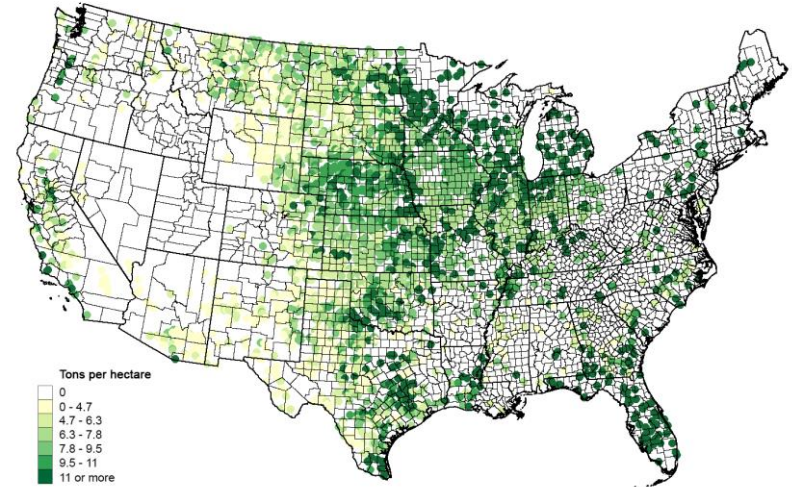 Tons per hectare
0
0 - 4.7
4.7 - 6.3
6.3 - 7.8
7.8 - 9.5
9.5 - 11
11 or more